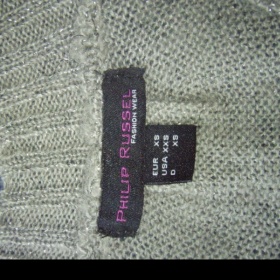 PHILIP RUSSEL
FASHION WEAR
EUR XS
USA XXS
D XS